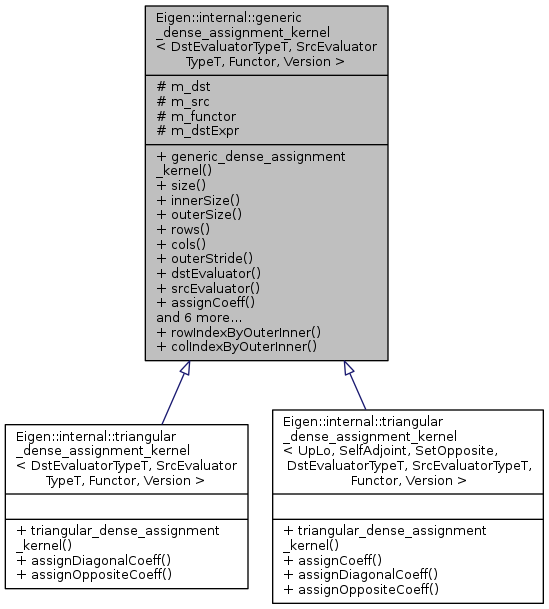 Eigen::internal::generic
_dense_assignment_kernel
< DstEvaluatorTypeT, SrcEvaluator
TypeT, Functor, Version >
# m_dst
# m_src
# m_functor
# m_dstExpr
+ generic_dense_assignment
_kernel()
+ size()
+ innerSize()
+ outerSize()
+ rows()
+ cols()
+ outerStride()
+ dstEvaluator()
+ srcEvaluator()
+ assignCoeff()
and 6 more...
+ rowIndexByOuterInner()
+ colIndexByOuterInner()
Eigen::internal::triangular
_dense_assignment_kernel
< DstEvaluatorTypeT, SrcEvaluator
TypeT, Functor, Version >
+ triangular_dense_assignment
_kernel()
+ assignDiagonalCoeff()
+ assignOppositeCoeff()
Eigen::internal::triangular
_dense_assignment_kernel
< UpLo, SelfAdjoint, SetOpposite,
DstEvaluatorTypeT, SrcEvaluatorTypeT,
Functor, Version >
+ triangular_dense_assignment
_kernel()
+ assignCoeff()
+ assignDiagonalCoeff()
+ assignOppositeCoeff()